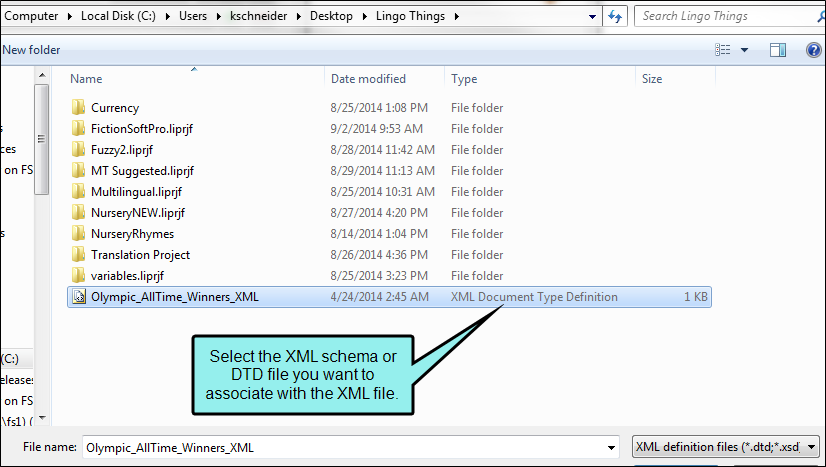 Computer ▸ Local Disk (C:) ▸ Users ▸ kschneider ▸ Desktop ▸ Lingo Things ▸
Search Lingo Things
New folder
Name Date modified Type Size
Currency 8/25/2014 1:08 PM File folder
FictionSoftPro.liprjf 9/2/2014 9:53 AM File folder
Fuzzy2.liprjf 8/28/2014 11:42 AM File folder
MT Suggested.liprjf 8/29/2014 11:13 AM File folder
Multilingual.liprjf 8/25/2014 10:31 AM File folder
NurseryNEW.liprjf 8/27/2014 4:20 PM File folder
NurseryRhymes 8/14/2014 1:04 PM File folder
Translation Project 8/26/2014 4:36 PM File folder
variables.liprjf 8/25/2014 3:23 PM File folder
Olympic_AllTime_Winners_XML 4/24/2014 2:45 AM XML Document Type Definition 1 KB
s
ces
on FS
s
(C:)
eleases
on FS
\fs1) (
Select the XML schema or
DTD file you want to
associate with the XML file.
File name: Olympic_AllTime_Winners_XML XML definition files (*.dtd;*.xsd